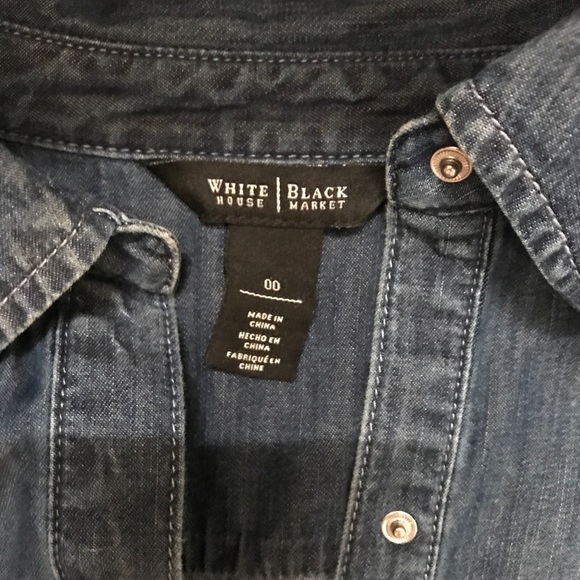 WHITE | BLACK
HOUSE | MARKET
00
MADE IN
CHINA
HECHO EN
CHINA
FABRIQUÉ EN
CHINE